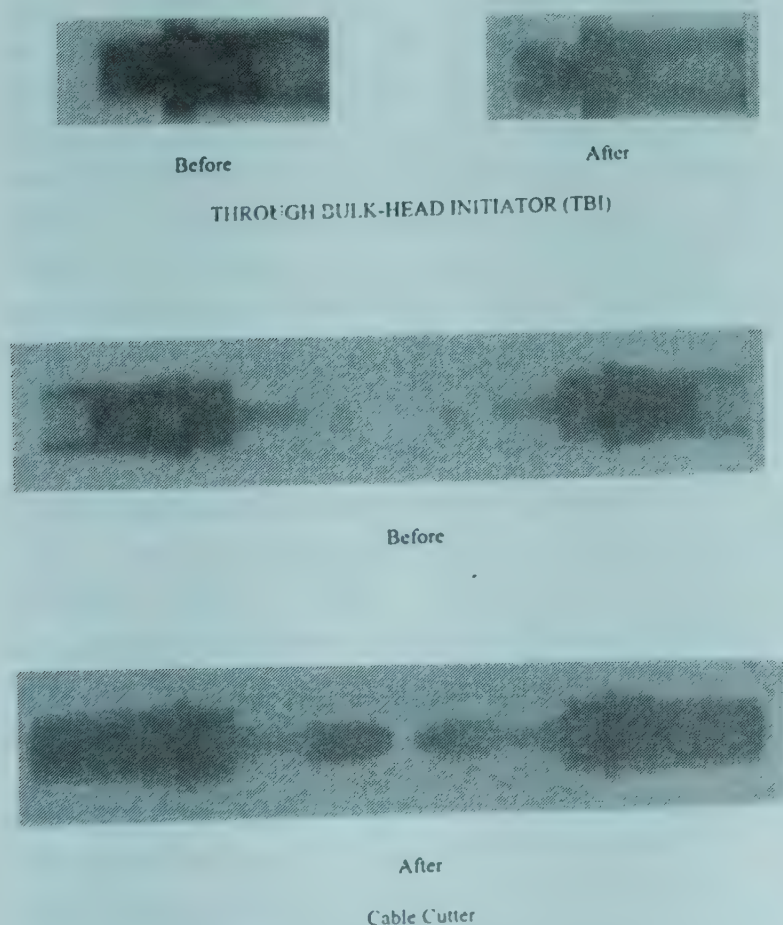 Before
After
THROUGH BULK-HEAD INITIATOR (TBI)
Before
After
Cable Cutter